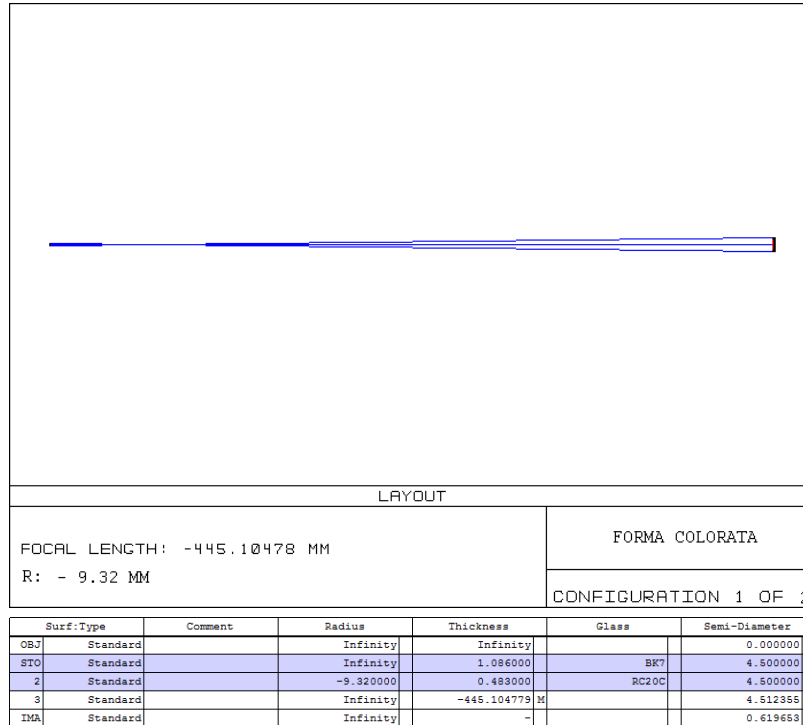 LAYOUT
FOCAL LENGTH: -445.10478 MM
R: - 9.32 MM
FORMA COLORATA
CONFIGURATION 1 OF 2
Surf:Type Comment Radius Thickness Glass Semi-Diameter
OBJ Standard Infinity Infinity 0.000000
STO Standard Infinity 1.086000 BK7 4.500000
2 Standard -9.320000 0.483000 RC20C 4.500000
3 Standard Infinity -445.104779 M 4.512355
IMA Standard Infinity - 0.619653